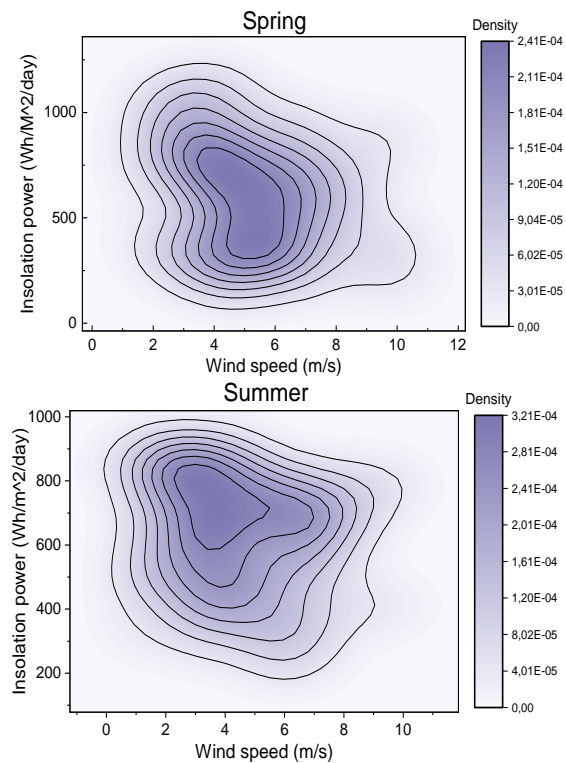 Spring
Density
Insolation power (Wh/M^2/day)
1000
500
0
0 2 4 6 8 10 12
Wind speed (m/s)
2,41E-04
2,11E-04
1,81E-04
1,51E-04
1,20E-04
9,04E-05
6,02E-05
3,01E-05
0,00
Summer
Density
Insolation power (Wh/m^2/day)
1000
800
600
400
200
0 2 4 6 8 10
Wind speed (m/s)
3,21E-04
2,81E-04
2,41E-04
2,01E-04
1,61E-04
1,20E-04
8,02E-05
4,01E-05
0,00